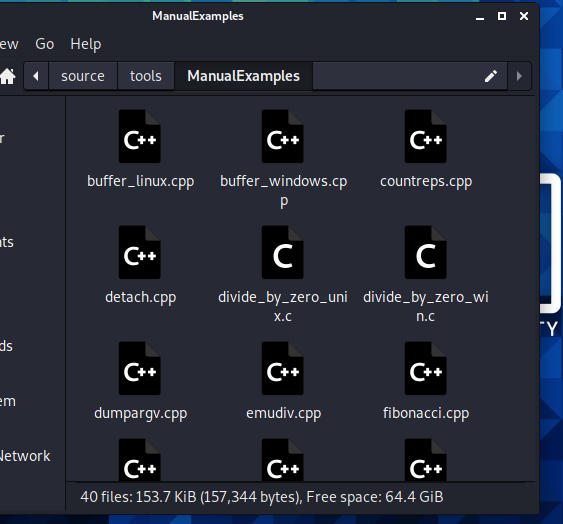 ManualExamples
ew Go Help
source tools ManualExamples
C++ C++ C++
buffer_linux.cpp buffer_windows.cp countreps.cpp
p
C++ C C
detach.cpp divide_by_zero_uni divide_by_zero_wi
x.c n.c
C++ C++ C++
dumpargv.cpp emudiv.cpp fibonacci.cpp
C++ C++ C++
r
nts
ds
em
Network
TY
40 files: 153.7 KiB (157,344 bytes), Free space: 64.4 GiB